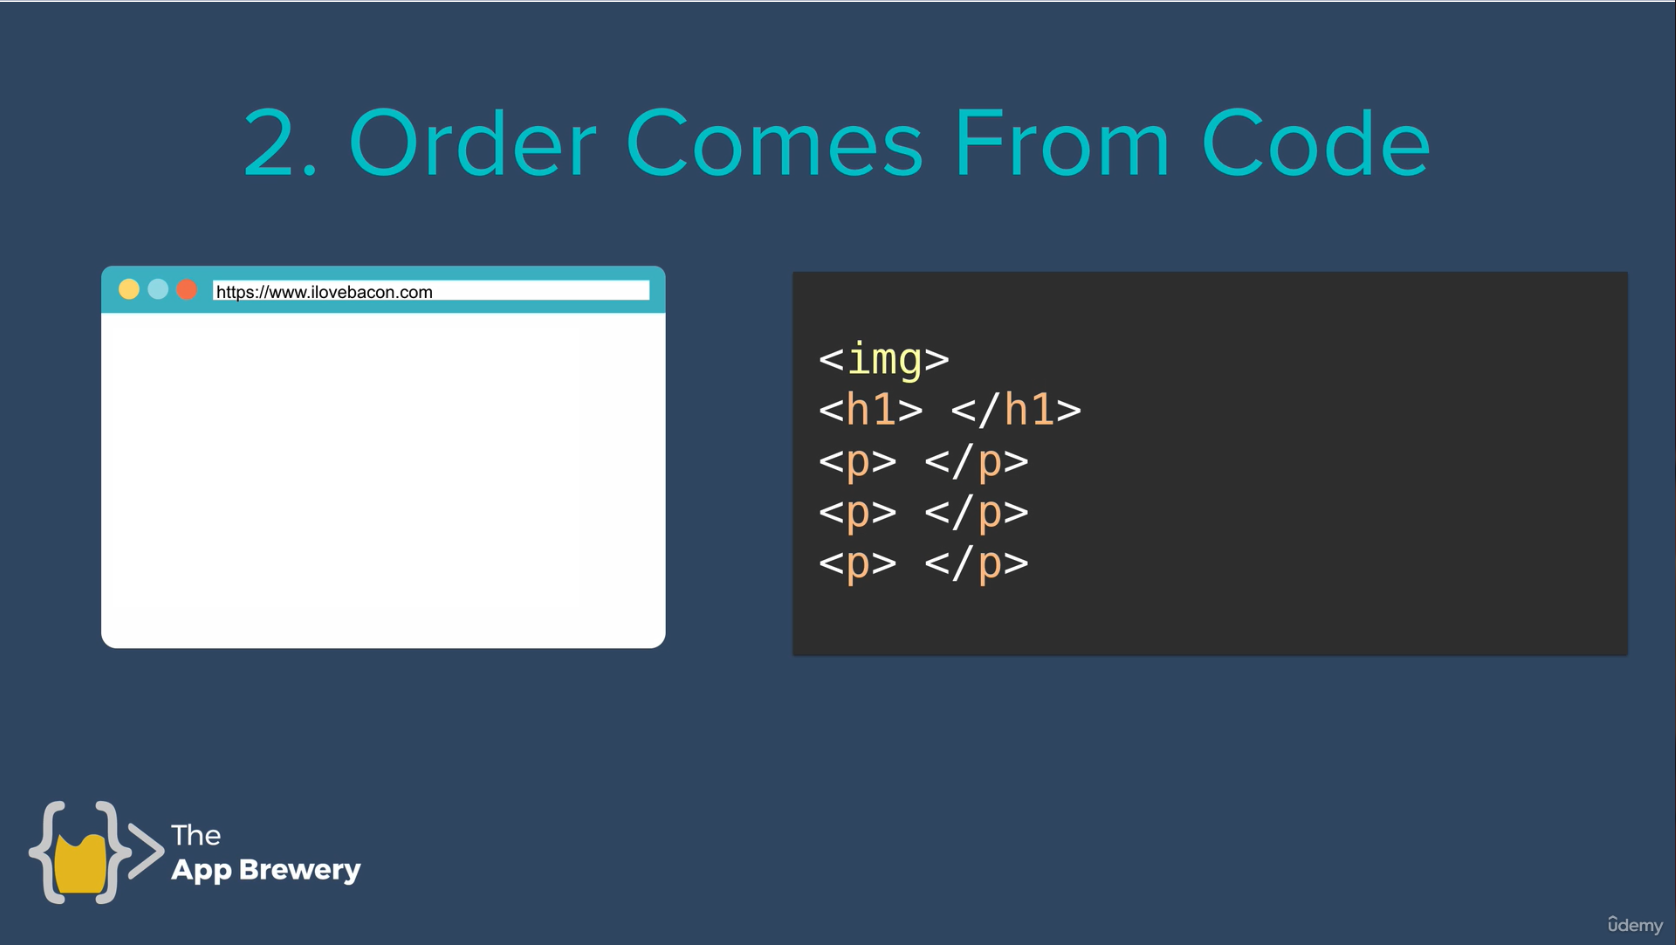 2. Order Comes From Code
https://www.ilovebacon.com
<img>
<h1> </h1>
<p> </p>
<p> </p>
<p> </p>
The
App Brewery
ûdemy